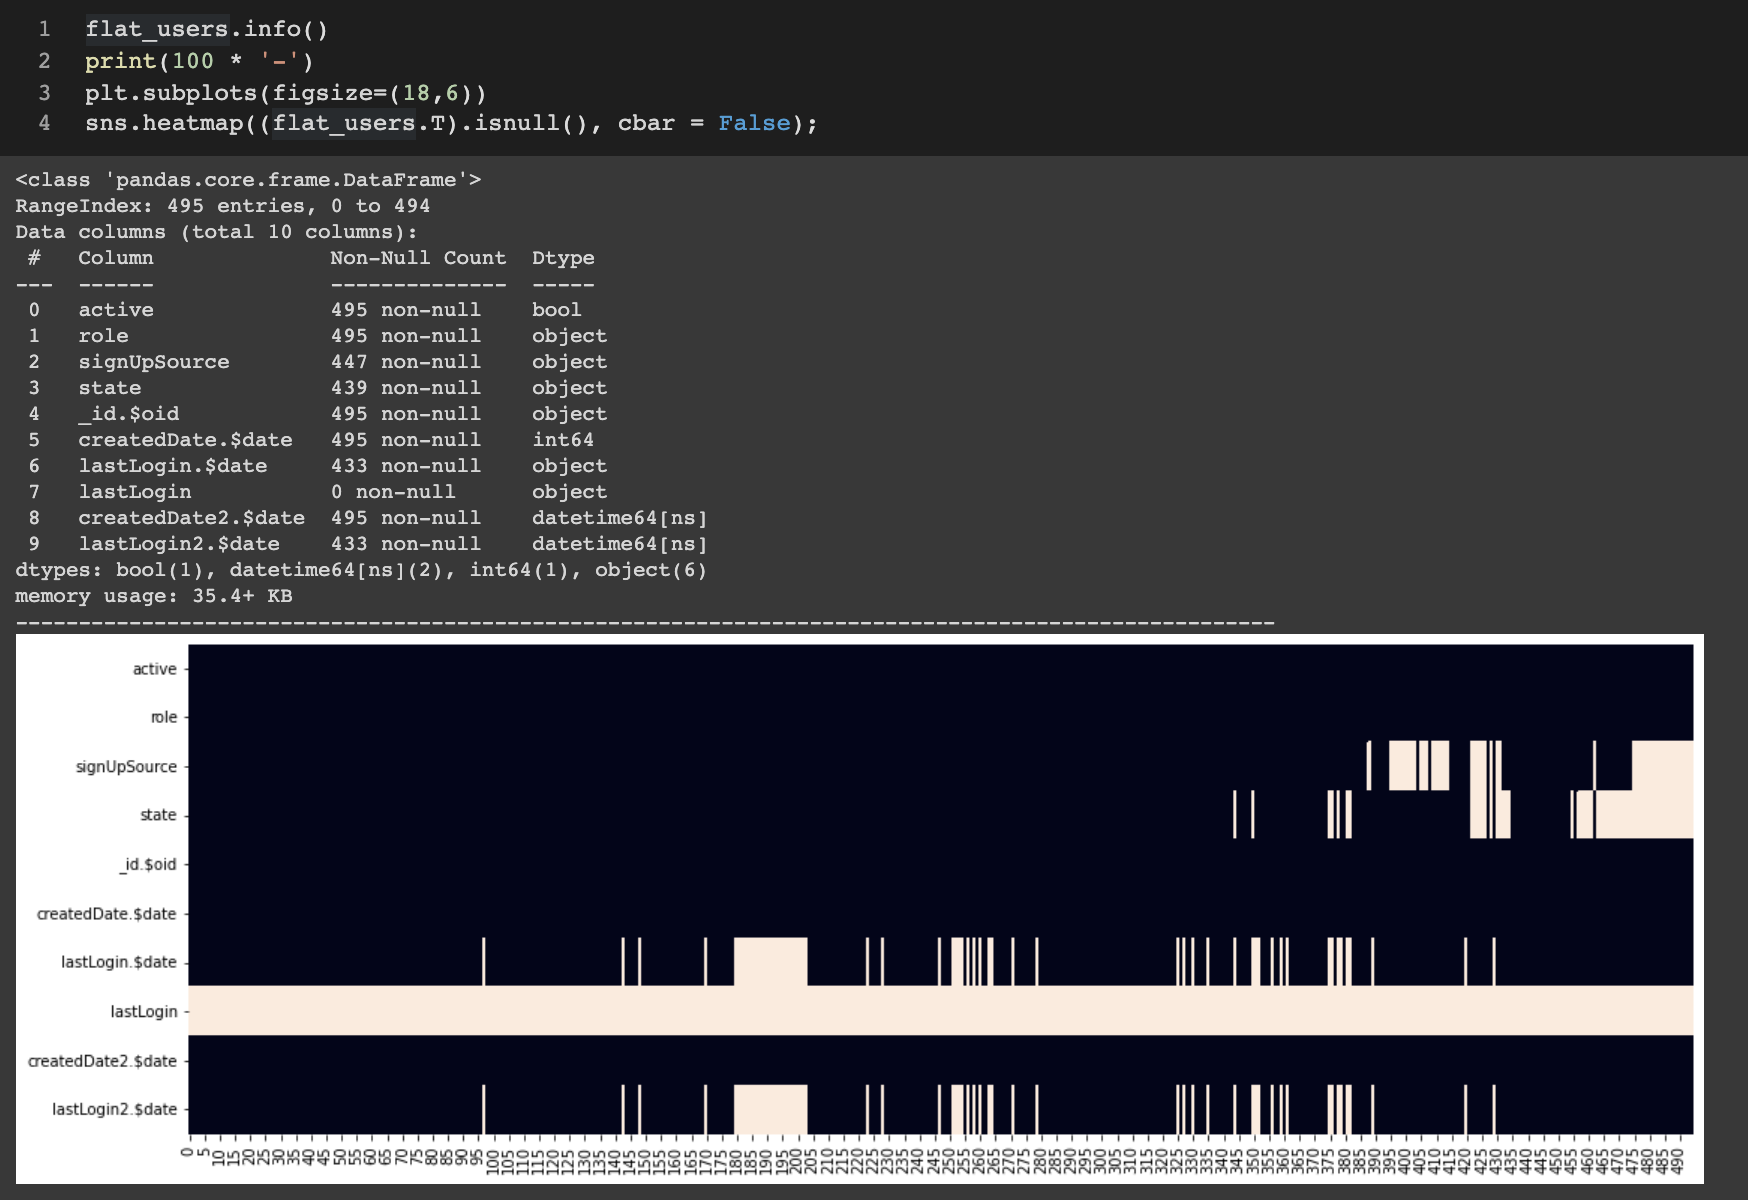 1 flat_users.info()
2 print(100 * '-')
3 plt.subplots(figsize=(18,6))
4 sns.heatmap((flat_users.T).isnull(), cbar = False);
<class 'pandas.core.frame.DataFrame'>
RangeIndex: 495 entries, 0 to 494
Data columns (total 10 columns):
 #   Column              Non-Null Count  Dtype
---  ------              --------------  -----
 0   active              495 non-null    bool
 1   role                495 non-null    object
 2   signUpSource        447 non-null    object
 3   state               439 non-null    object
 4   _id.$oid            495 non-null    object
 5   createdDate.$date   495 non-null    int64
 6   lastLogin.$date     433 non-null    object
 7   lastLogin           0 non-null      object
 8   createdDate2.$date  495 non-null    datetime64[ns]
 9   lastLogin2.$date    433 non-null    datetime64[ns]
dtypes: bool(1), datetime64[ns](2), int64(1), object(6)
memory usage: 35.4+ KB
----------------------------------------------------------------------------------------------------
active
role
signUpSource
state
_id.$oid
createdDate.$date
lastLogin.$date
lastLogin
createdDate2.$date
lastLogin2.$date
0 5 10 15 20 25 30 35 40 45 50 55 60 65 70 75 80 85 90 95 100 105 110 115 120 125 130 135 140 145 150 155 160 165 170 175 180 185 190 195 200 205 210 215 220 225 230 235 240 245 250 255 260 265 270 275 280 285 290 295 300 305 310 315 320 325 330 335 340 345 350 355 360 365 370 375 380 385 390 395 400 405 410 415 420 425 430 435 440 445 450 455 460 465 470 475 480 485 490